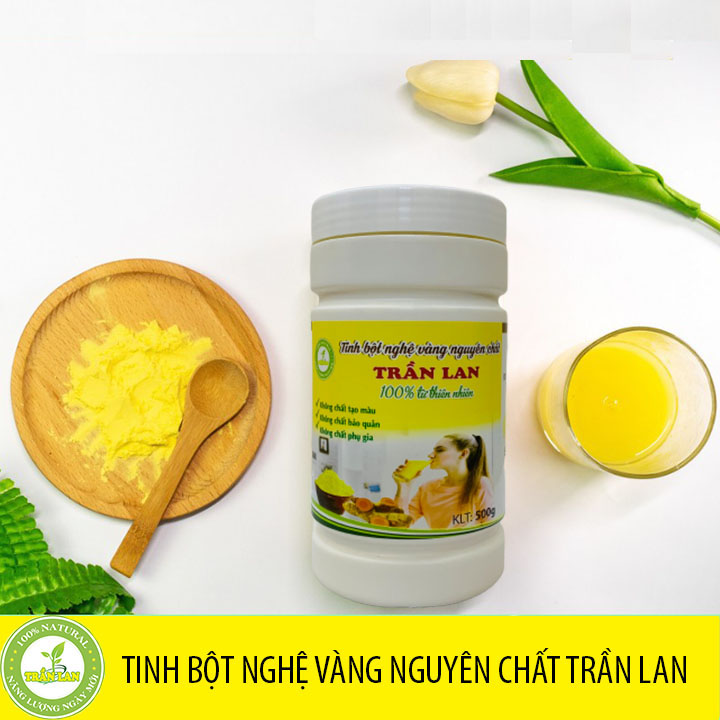 Tinh bột nghệ vàng nguyên chất
TRẦN LAN
100% từ thiên nhiên
Không chất tạo màu
Không chất bảo quản
Không chất phụ gia
KLT: 500g
100% NATURAL
TRẦN LAN
NĂNG LƯỢNG NGÀY MỚI
TINH BỘT NGHỆ VÀNG NGUYÊN CHẤT TRẦN LAN